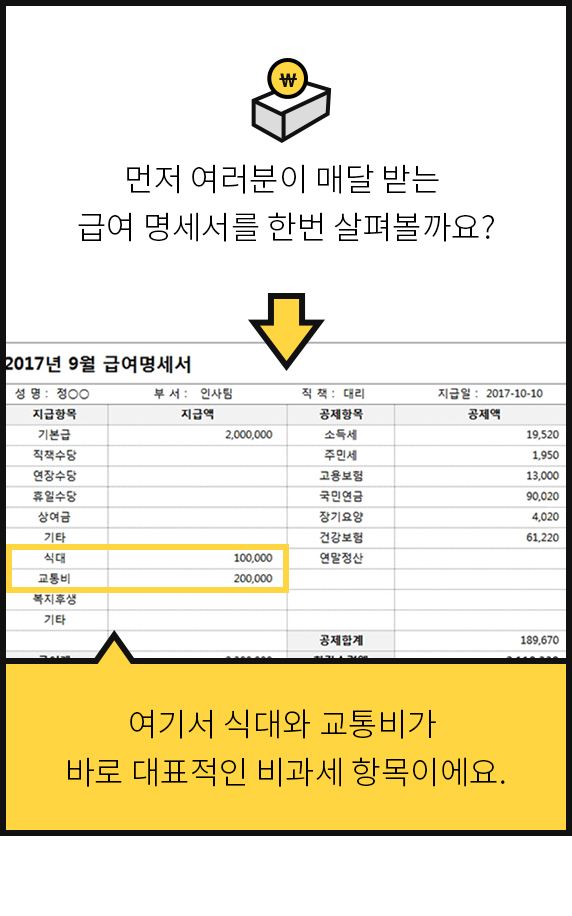 ₩
먼저 여러분이 매달 받는
급여 명세서를 한번 살펴볼까요?
2017년 9월 급여명세서
성 명 : 정○○ 부 서 : 인사팀 직 책 : 대리 지급일 : 2017-10-10
지급항목 지급액 공제항목 공제액
기본급 2,000,000 소득세 19,520
직책수당 주민세 1,950
연장수당 고용보험 13,000
휴일수당 국민연금 90,020
상여금 장기요양 4,020
기타 건강보험 61,220
식대 100,000 연말정산
교통비 200,000
복지후생
기타
공제합계 189,670
여기서 식대와 교통비가
바로 대표적인 비과세 항목이에요.